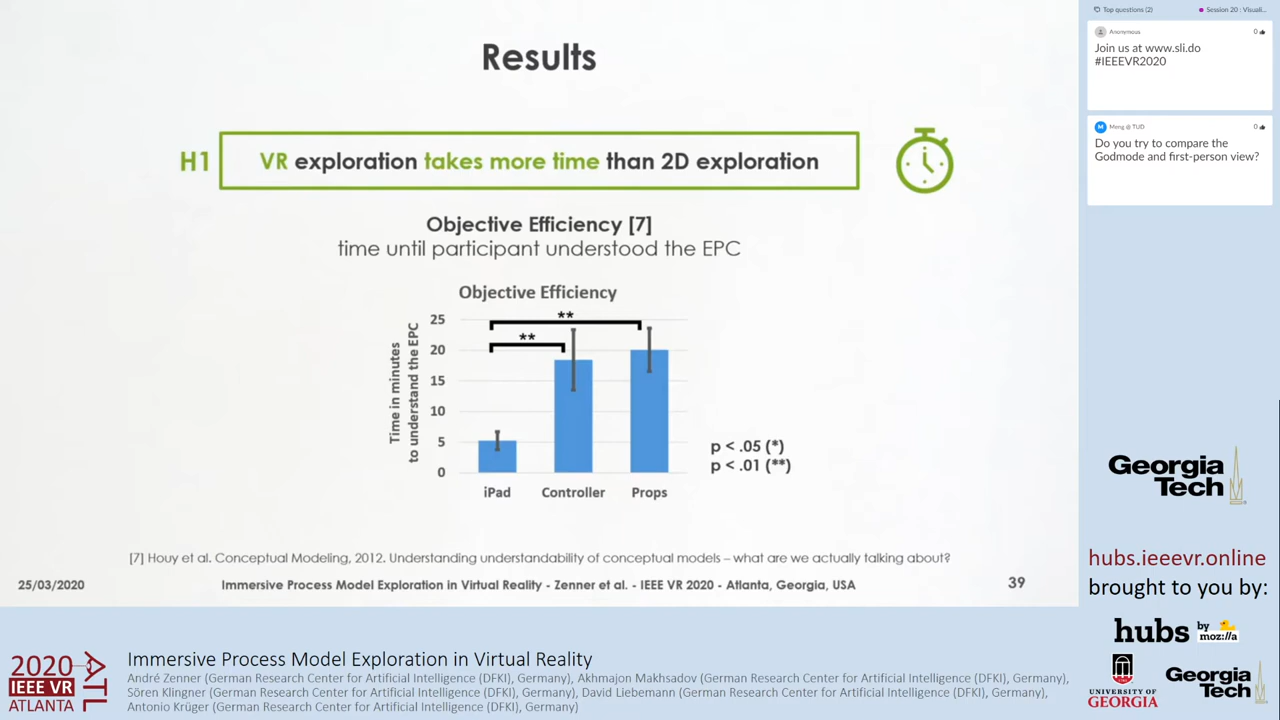 Results
H1
VR exploration takes more time than 2D exploration
Objective Efficiency [7]
time until participant understood the EPC
Objective Efficiency
Time in minutes
to understand the EPC
25
20
15
10
5
0
**
**
iPad
Controller
Props
p < .05 (*)
p < .01 (**)
[7] Houy et al. Conceptual Modeling, 2012. Understanding understandability of conceptual models – what are we actually talking about?
25/03/2020
Immersive Process Model Exploration in Virtual Reality - Zenner et al. - IEEE VR 2020 - Atlanta, Georgia, USA
39
Top questions (2)
Session 20 : Visuali...
Anonymous
0
Join us at www.sli.do
#IEEEVR2020
M
Meng @ TUD
0
Do you try to compare the
Godmode and first-person view?
Georgia
Tech
hubs.ieeevr.online
brought to you by:
hubs by moz://a
UNIVERSITY OF
GEORGIA
Georgia
Tech
2020
IEEE VR
ATLANTA
ATL
Immersive Process Model Exploration in Virtual Reality
André Zenner (German Research Center for Artificial Intelligence (DFKI), Germany), Akhmajon Makhsadov (German Research Center for Artificial Intelligence (DFKI), Germany),
Sören Klingner (German Research Center for Artificial Intelligence (DFKI), Germany), David Liebemann (German Research Center for Artificial Intelligence (DFKI), Germany),
Antonio Krüger (German Research Center for Artificial Intelligence (DFKI), Germany)